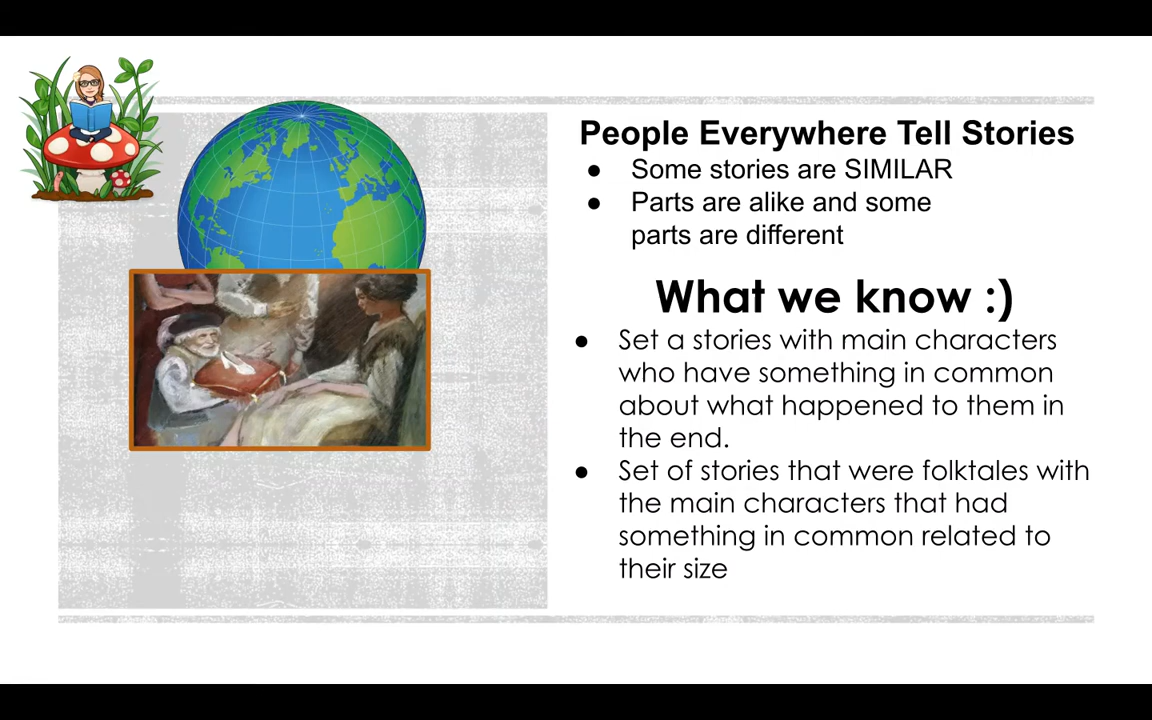 People Everywhere Tell Stories
● Some stories are SIMILAR
● Parts are alike and some
parts are different
What we know :)
● Set a stories with main characters
who have something in common
about what happened to them in
the end.
● Set of stories that were folktales with
the main characters that had
something in common related to
their size